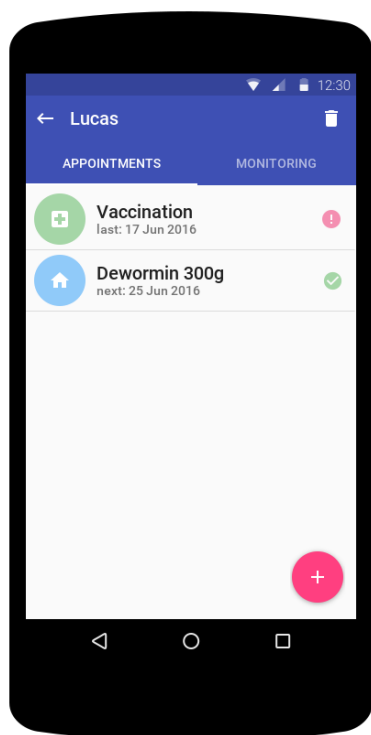 12:30
Lucas
APPOINTMENTS MONITORING
Vaccination
last: 17 Jun 2016
Dewormin 300g
next: 25 Jun 2016